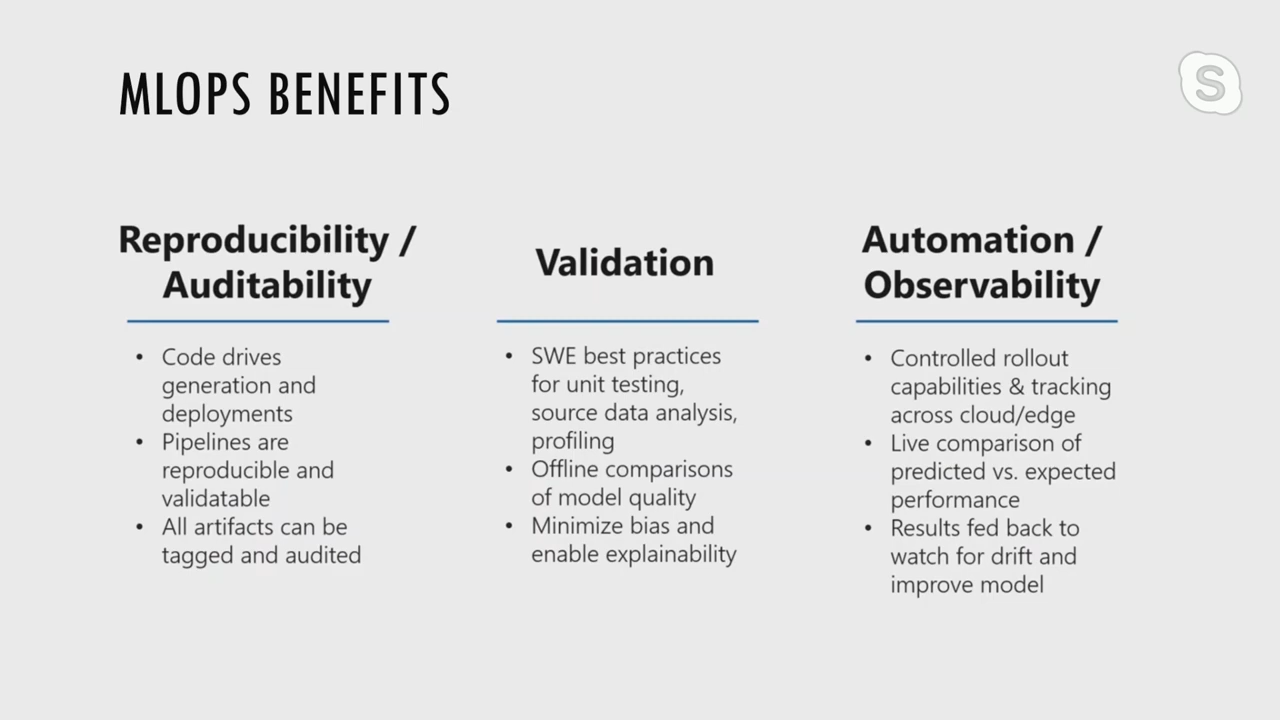 MLOPS BENEFITS
S
Reproducibility /
Auditability
• Code drives
generation and
deployments
• Pipelines are
reproducible and
validatable
• All artifacts can be
tagged and audited
Validation
• SWE best practices
for unit testing,
source data analysis,
profiling
• Offline comparisons
of model quality
• Minimize bias and
enable explainability
Automation /
Observability
• Controlled rollout
capabilities & tracking
across cloud/edge
• Live comparison of
predicted vs. expected
performance
• Results fed back to
watch for drift and
improve model